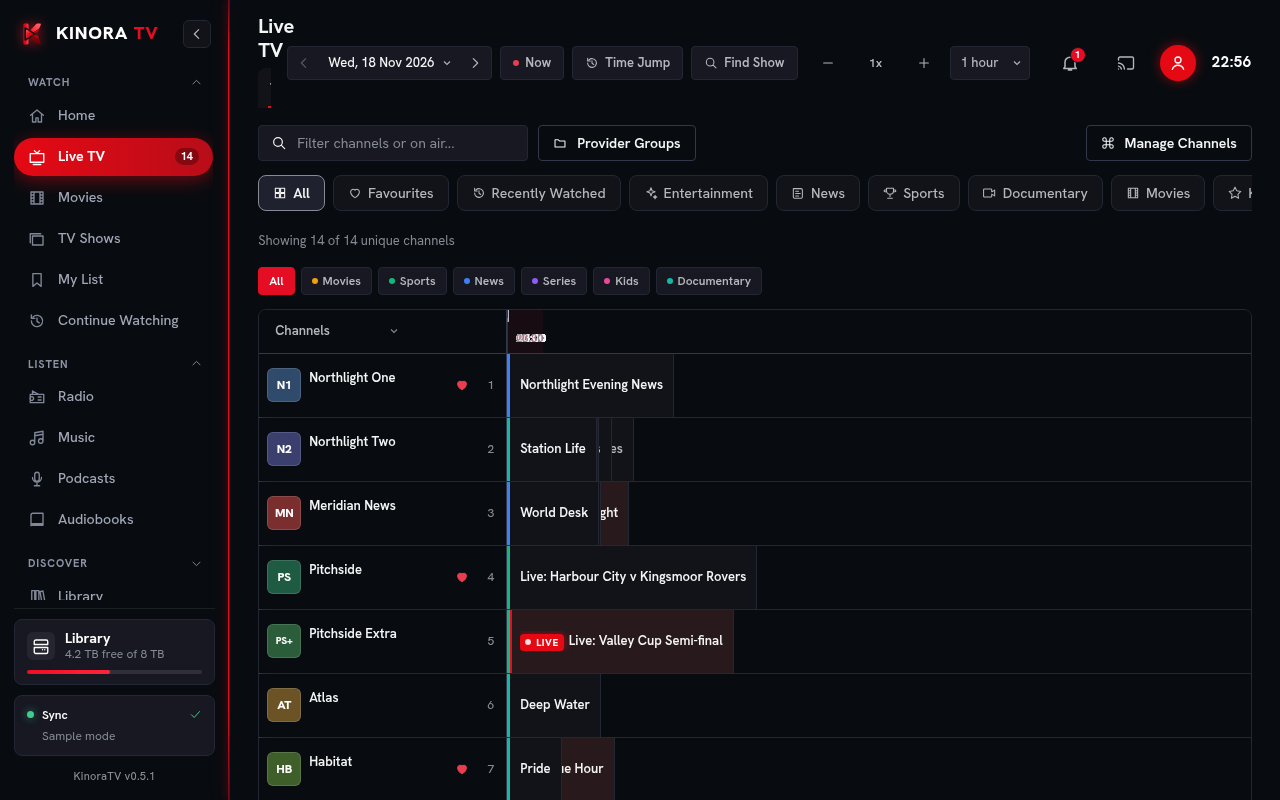 KINORA TV
WATCH
Home
Live TV
14
Movies
TV Shows
My List
Continue Watching
LISTEN
Radio
Music
Podcasts
Audiobooks
DISCOVER
Library
Library
4.2 TB free of 8 TB
Sync
Sample mode
KinoraTV v0.5.1
Live
TV
Wed, 18 Nov 2026
Now
Time Jump
Find Show
1x
1 hour
1
22:56
Filter channels or on air...
Provider Groups
Manage Channels
All
Favourites
Recently Watched
Entertainment
News
Sports
Documentary
Movies
Showing 14 of 14 unique channels
All
Movies
Sports
News
Series
Kids
Documentary
Channels
N1
Northlight One
1
Northlight Evening News
N2
Northlight Two
2
Station Life
es
MN
Meridian News
3
World Desk
ght
PS
Pitchside
4
Live: Harbour City v Kingsmoor Rovers
PS+
Pitchside Extra
5
LIVE
Live: Valley Cup Semi-final
AT
Atlas
6
Deep Water
HB
Habitat
7
Pride
Hour